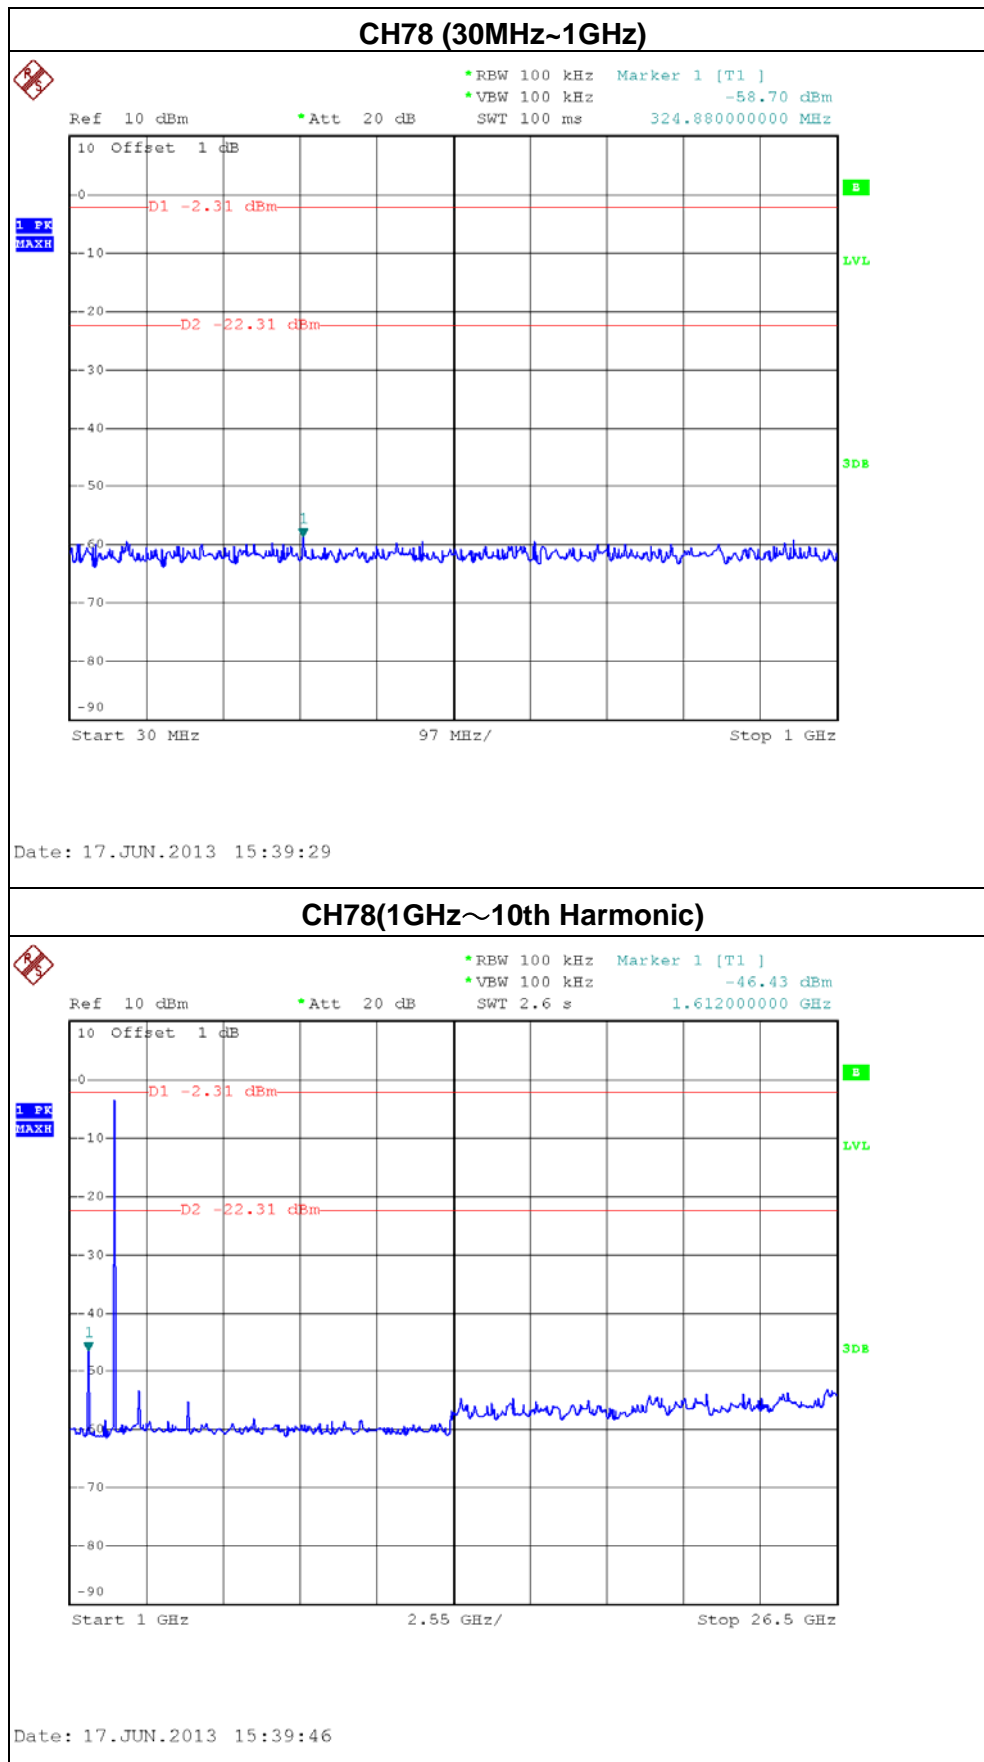 CH78 (30MHz~1GHz)
R S
*RBW 100 kHz Marker 1 [T1 ]
*VBW 100 kHz -58.70 dBm
Ref 10 dBm *Att 20 dB SWT 100 ms 324.880000000 MHz
10 Offset 1 dB
B
0
D1 -2.31 dBm
1 PK
MAXH
-10
LVL
-20
D2 -22.31 dBm
-30
-40
3DB
-50
1
-60
-70
-80
-90
Start 30 MHz 97 MHz/ Stop 1 GHz
Date: 17.JUN.2013 15:39:29
CH78(1GHz～10th Harmonic)
R S
*RBW 100 kHz Marker 1 [T1 ]
*VBW 100 kHz -46.43 dBm
Ref 10 dBm *Att 20 dB SWT 2.6 s 1.612000000 GHz
10 Offset 1 dB
B
0
D1 -2.31 dBm
1 PK
MAXH
-10
LVL
-20
D2 -22.31 dBm
-30
-40
1
3DB
-50
-60
-70
-80
-90
Start 1 GHz 2.55 GHz/ Stop 26.5 GHz
Date: 17.JUN.2013 15:39:46